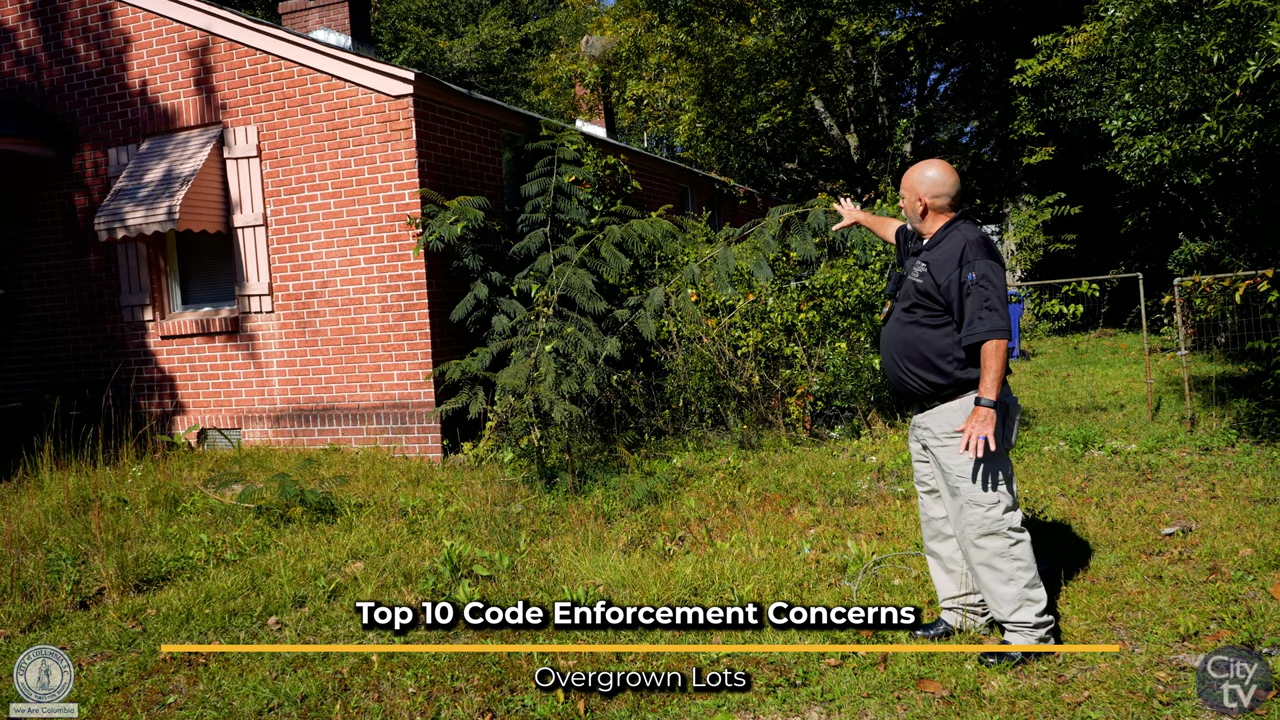 Top 10 Code Enforcement Concerns
Overgrown Lots
We Are Columbia
City
tv